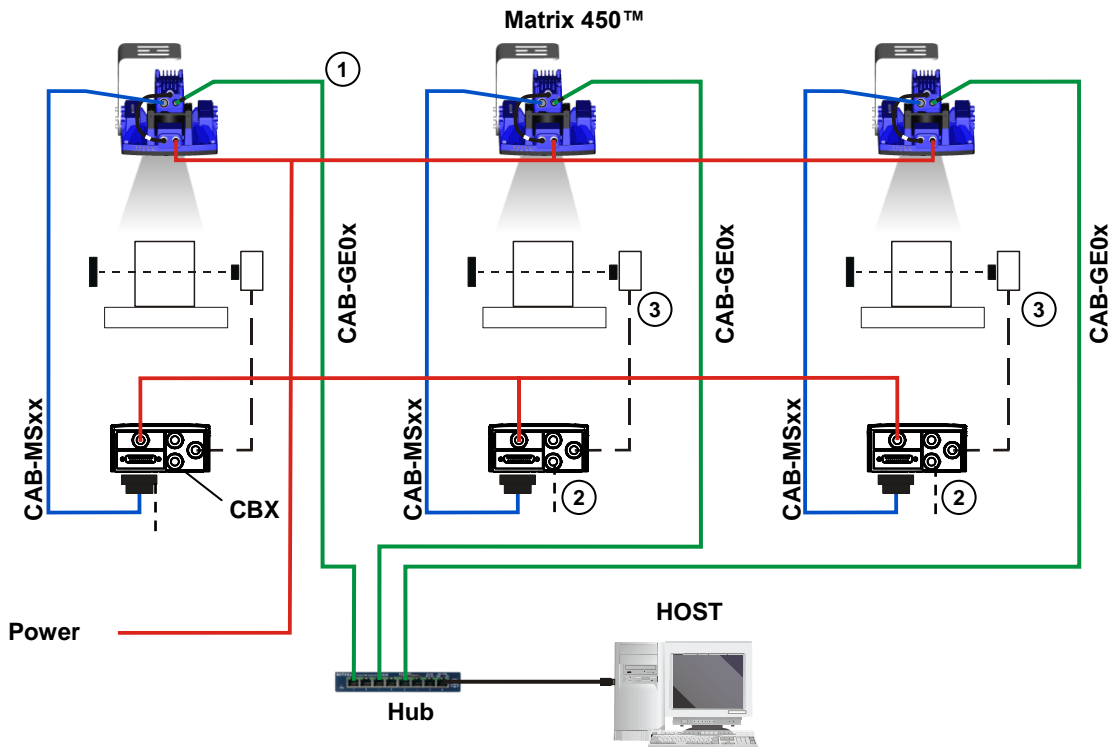 Matrix 450™
1
CAB-GE0x
CAB-GE0x
CAB-GE0x
3
3
CAB-MSxx
CAB-MSxx
CAB-MSxx
CBX
2
2
Power
HOST
Hub